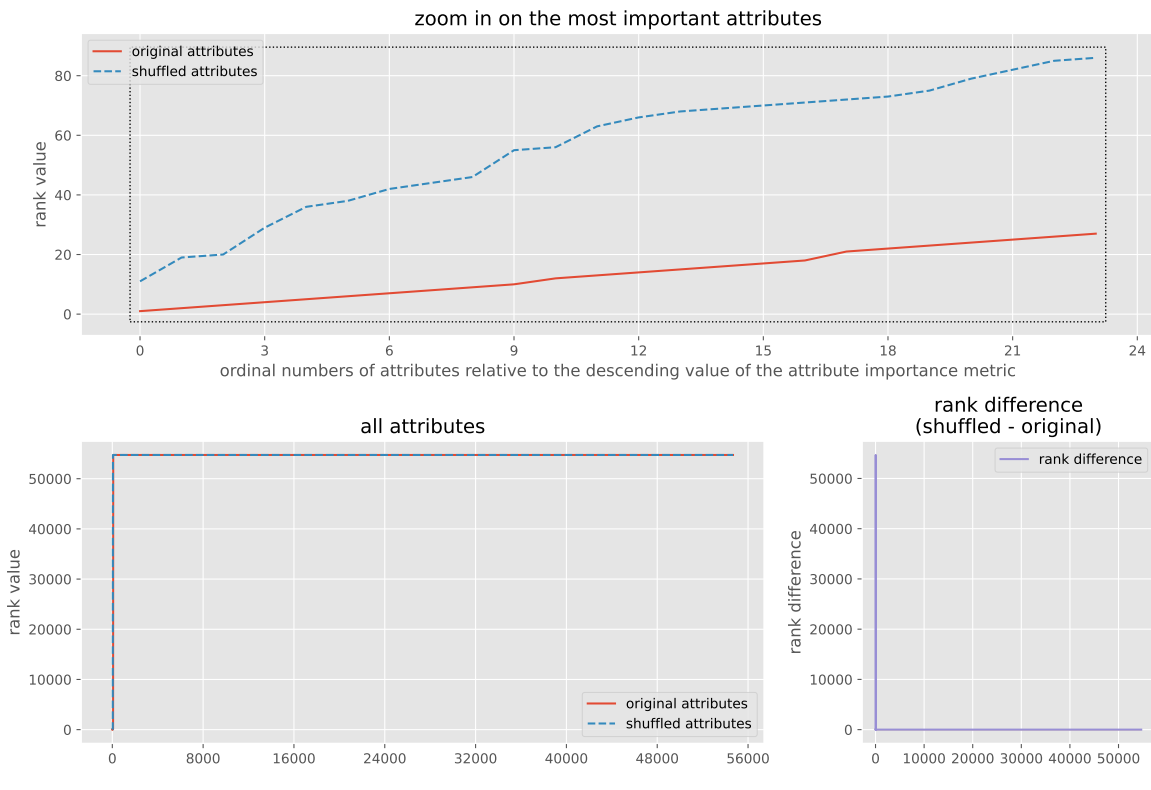 zoom in on the most important attributes
original attributes
shuffled attributes
80
60
40
20
0
rank value
0 3 6 9 12 15 18 21 24
ordinal numbers of attributes relative to the descending value of the attribute importance metric
all attributes
50000
40000
30000
20000
10000
0
rank value
original attributes
shuffled attributes
0 8000 16000 24000 32000 40000 48000 56000
rank difference
(shuffled - original)
rank difference
50000
40000
30000
20000
10000
0
rank difference
0 10000 20000 30000 40000 50000